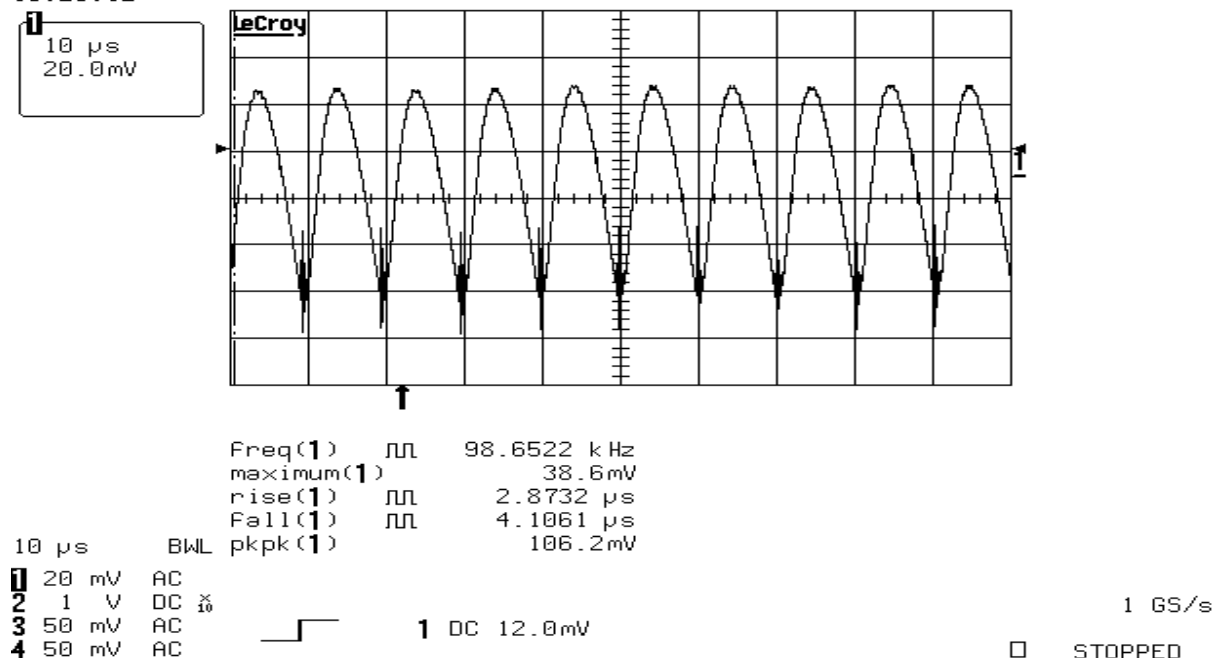 1
10 µs
20.0mV
LeCroy
1
Freq(1) 98.6522 kHz
maximum(1) 38.6mV
rise(1) 2.8732 µs
fall(1) 4.1061 µs
pkpk(1) 106.2mV
10 µs BWL
1 20 mV AC
2 1 V DC x10
3 50 mV AC
4 50 mV AC
1 DC 12.0mV
1 GS/s
STOPPED